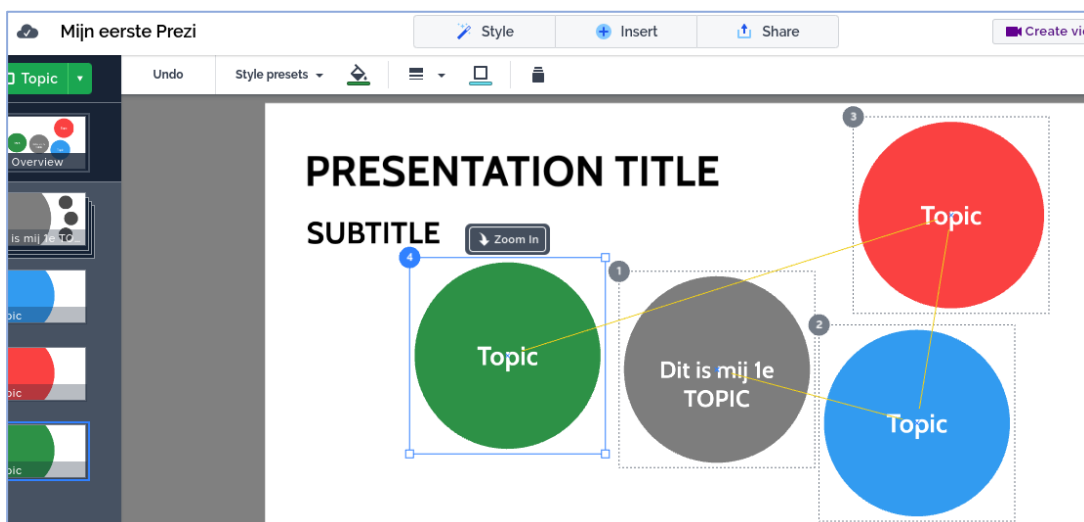 Mijn eerste Prezi
Style
Insert
Share
Create vi
Topic
Undo
Style presets
Overview
is mij 1e TO...
pic
pic
pic
PRESENTATION TITLE
SUBTITLE
Zoom In
4
Topic
1
Dit is mij 1e
TOPIC
3
Topic
2
Topic